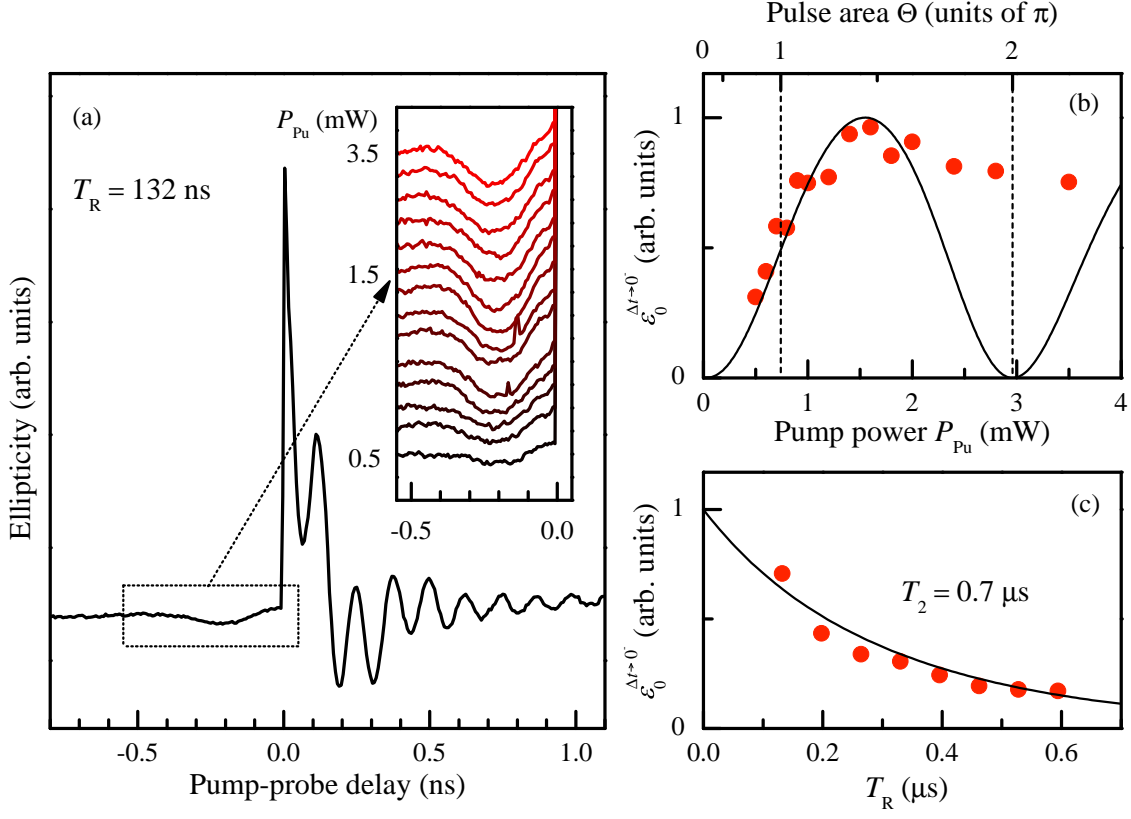 (a)
T_R = 132 ns
P_Pu (mW)
3.5
1.5
0.5
-0.5
0.0
Ellipticity (arb. units)
-0.5
0.0
0.5
1.0
Pump-probe delay (ns)
Pulse area Θ (units of π)
0
1
2
(b)
ε_0^{Δt→0^-} (arb. units)
1
0
0
1
2
3
4
Pump power P_Pu (mW)
(c)
T_2 = 0.7 μs
ε_0^{Δt→0^-} (arb. units)
1
0
0.0
0.2
0.4
0.6
T_R (μs)